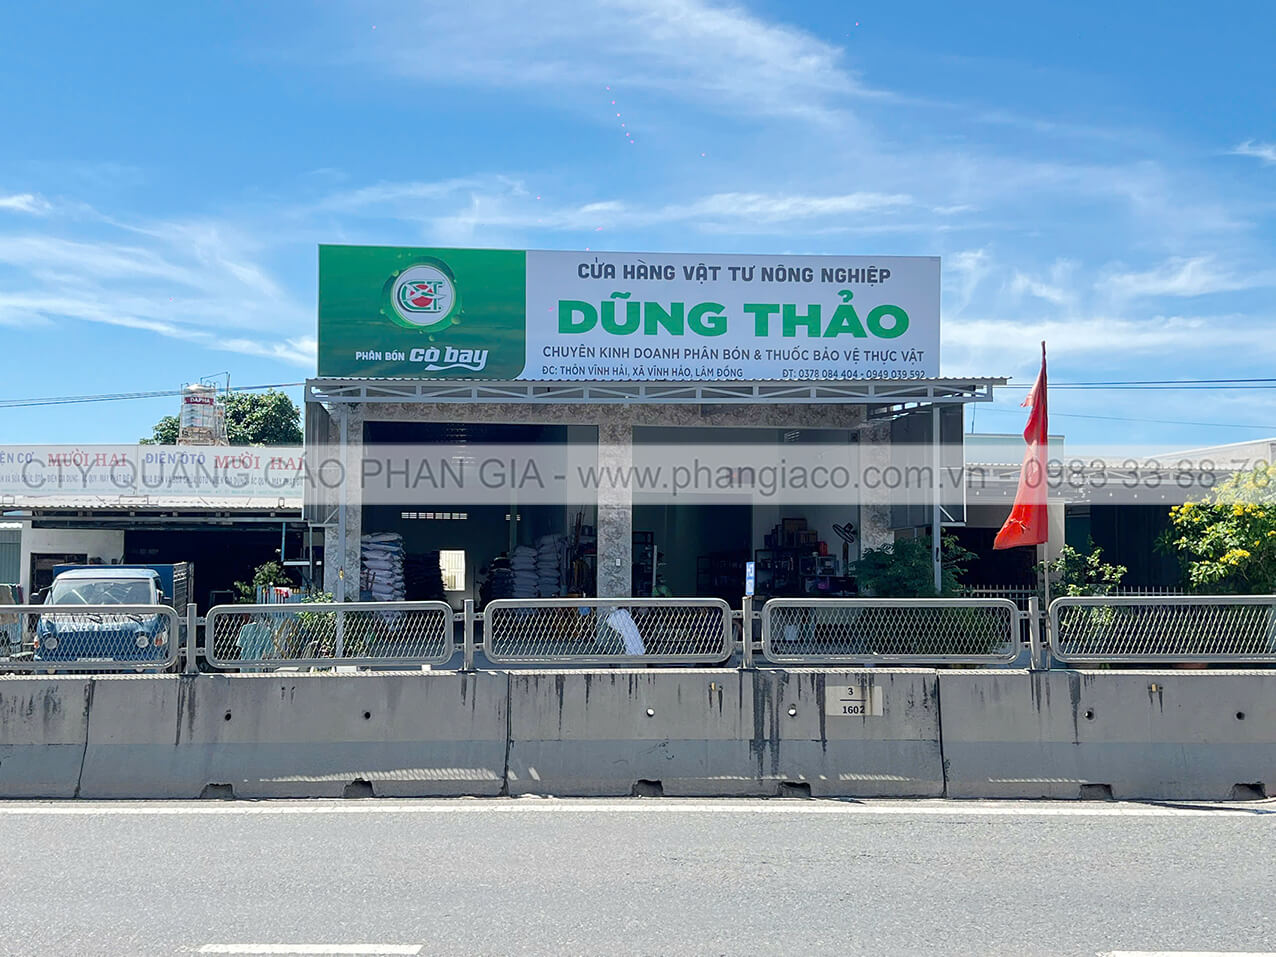 CỬA HÀNG VẬT TƯ NÔNG NGHIỆP
DŨNG THẢO
CHUYÊN KINH DOANH PHÂN BÓN & THUỐC BẢO VỆ THỰC VẬT
ĐC: THÔN VĨNH HẢI, XÃ VĨNH HẢO, LÂM ĐỒNG ĐT: 0378 084 404 - 0949 039 592
PHÂN BÓN cò bay
DAPHA
ĐIỆN CƠ MƯỜI HAI ĐIỆN ÔTÔ MƯỜI HAI
CTY QUẢNG CÁO PHAN GIA - www.phangiaco.com.vn - 0983 33 88 78
3
1602